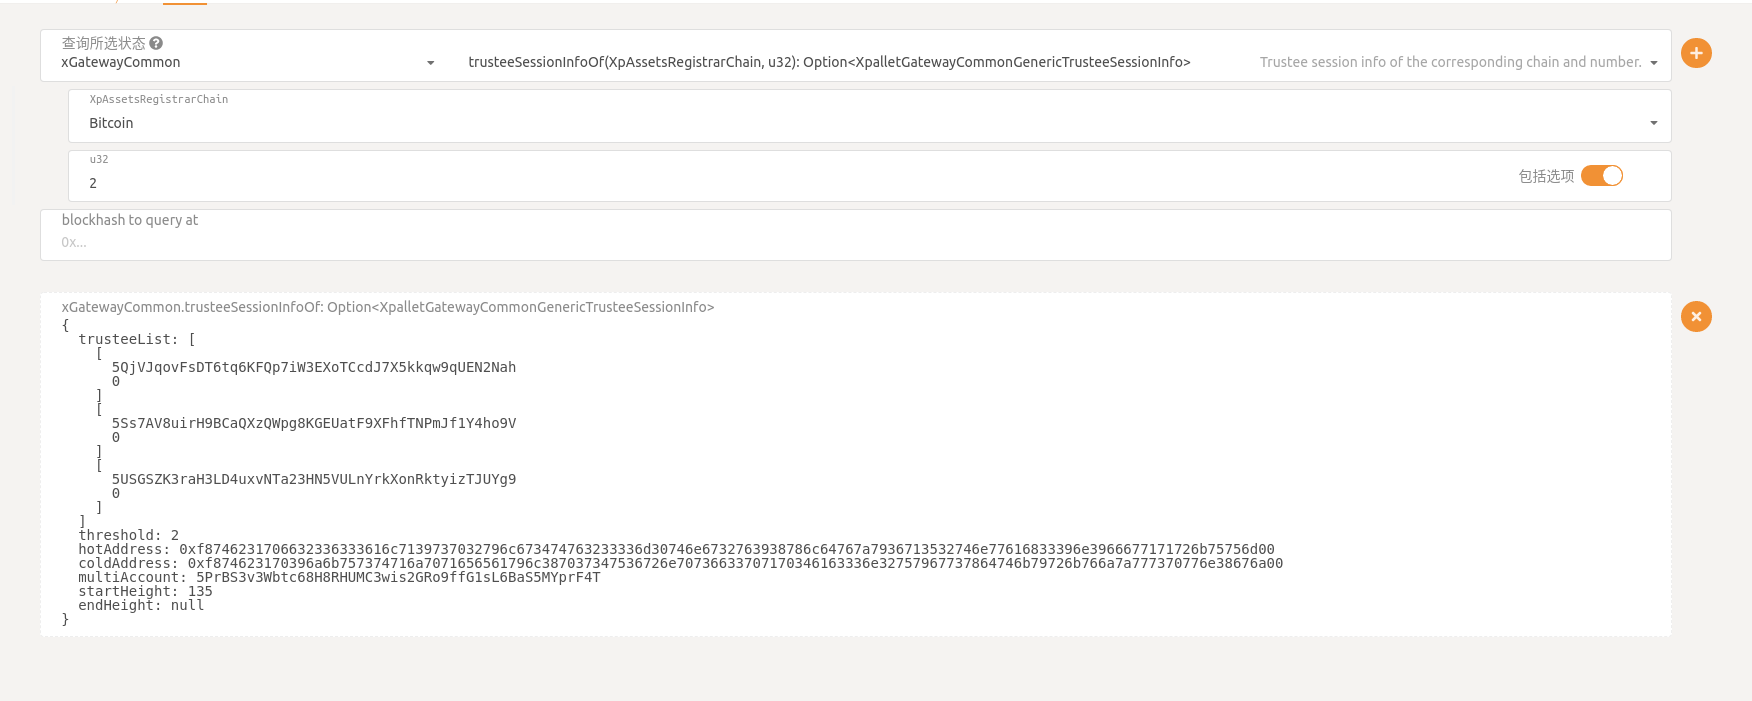 查询所选状态
xGatewayCommon
trusteeSessionInfoOf(XpAssetsRegistrarChain, u32): Option<XpalletGatewayCommonGenericTrusteeSessionInfo>
Trustee session info of the corresponding chain and number.
XpAssetsRegistrarChain
Bitcoin
u32
2
包括选项
blockhash to query at
0x...
xGatewayCommon.trusteeSessionInfoOf: Option<XpalletGatewayCommonGenericTrusteeSessionInfo>
{
trusteeList: [
[
5QjVJqovFsDT6tq6KFQp7iW3EXoTCcdJ7X5kkqw9qUEN2Nah
0
]
[
5Ss7AV8uirH9BCaQXzQWpg8KGEUatF9XFhfTNPmJf1Y4ho9V
0
]
[
5USGSZK3raH3LD4uxvNTa23HN5VULnYrkXonRktyizTJUYg9
0
]
]
threshold: 2
hotAddress: 0xf8746231706632336333616c7139737032796c673474763233336d30746e6732763938786c64767a7936713532746e77616833396e3966677171726b75756d00
coldAddress: 0xf874623170396a6b757374716a7071656561796c387037347536726e70736633707170346163336e32757967737864746b79726b766a7a777370776e38676a00
multiAccount: 5PrBS3v3Wbtc68H8RHUMC3wis2GRo9ffG1sL6BaS5MYprF4T
startHeight: 135
endHeight: null
}